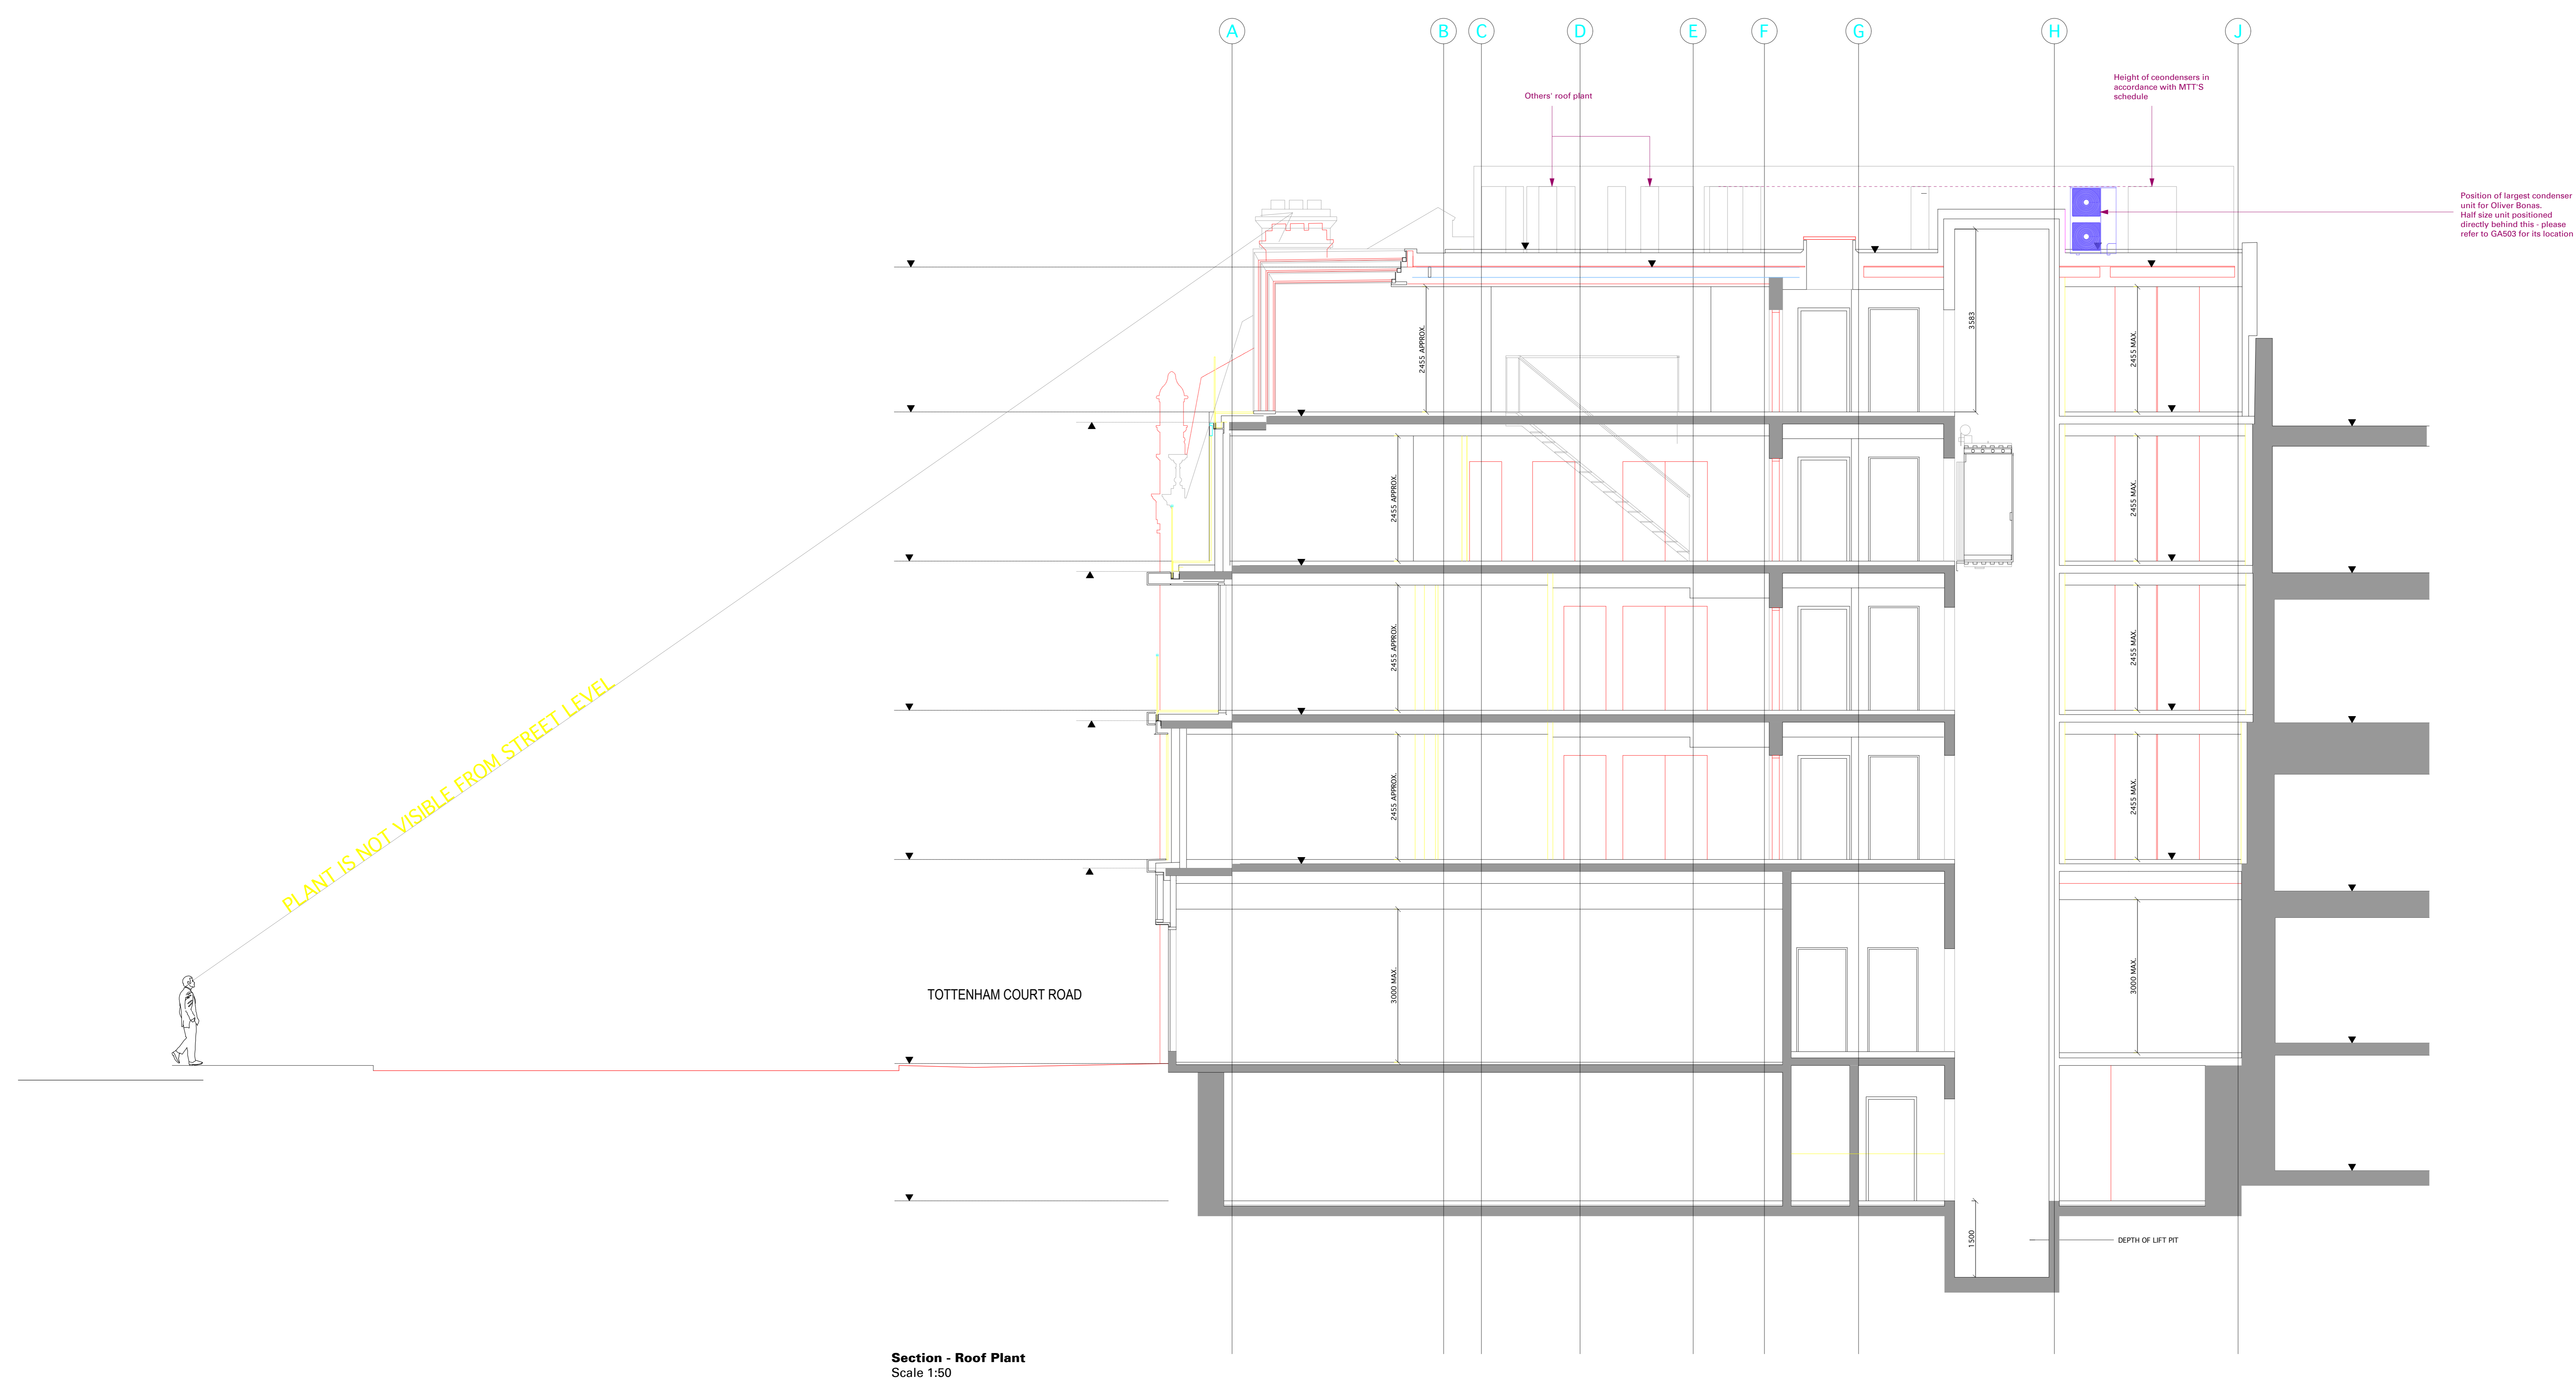 A
B
C
D
E
F
G
H
J
Height of ceondensers in
accordance with MTT'S
schedule
Others' roof plant
Position of largest condenser
unit for Oliver Bonas.
Half size unit positioned
directly behind this - please
refer to GA503 for its location
3583
2455 APPROX.
2455 MAX.
2455 APPROX.
2455 MAX.
2455 APPROX.
2455 MAX.
PLANT IS NOT VISIBLE FROM STREET LEVEL
2455 APPROX.
2455 MAX.
3000 MAX.
3000 MAX.
TOTTENHAM COURT ROAD
1500
DEPTH OF LIFT PIT
Section - Roof Plant
Scale 1:50